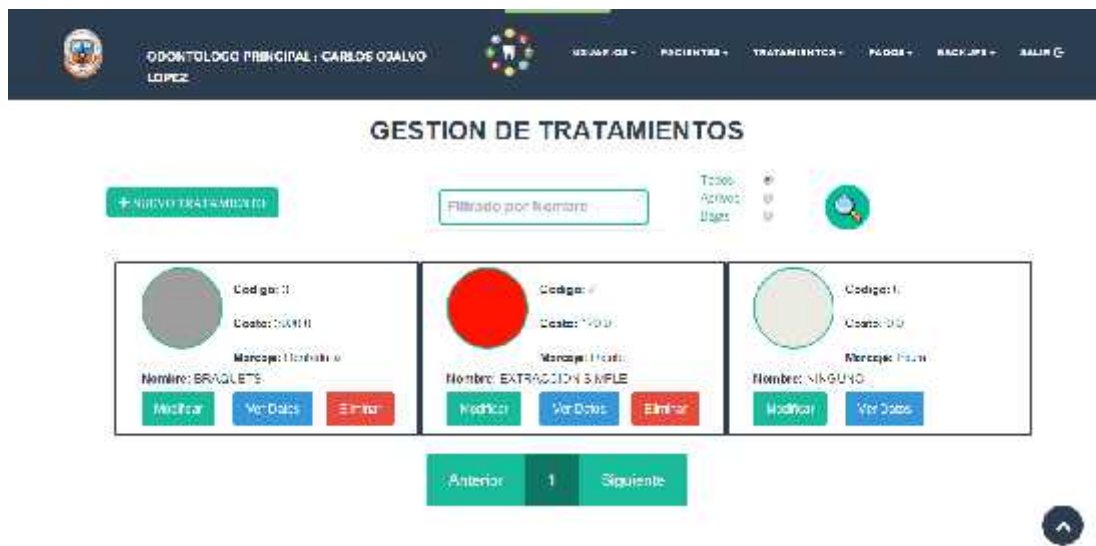 ODONTOLOGO PRINCIPAL : CARLOS OJALVO
LOPEZ
USUARIOS
PACIENTES
TRATAMIENTOS
PAGOS
BACKUPS
SALIR
GESTION DE TRATAMIENTOS
+ NUEVO TRATAMIENTO
Filtrado por Nombre
Todos
Activos
Bajas
Codigo:
Costo:
Marcaje:
Nombre: BRAQUETS
Modificar
Ver Datos
Eliminar
Codigo:
Costo:
Marcaje:
Nombre: EXTRACCION SIMPLE
Modificar
Ver Datos
Eliminar
Codigo:
Costo:
Marcaje:
Nombre: NINGUNO
Modificar
Ver Datos
Anterior
1
Siguiente